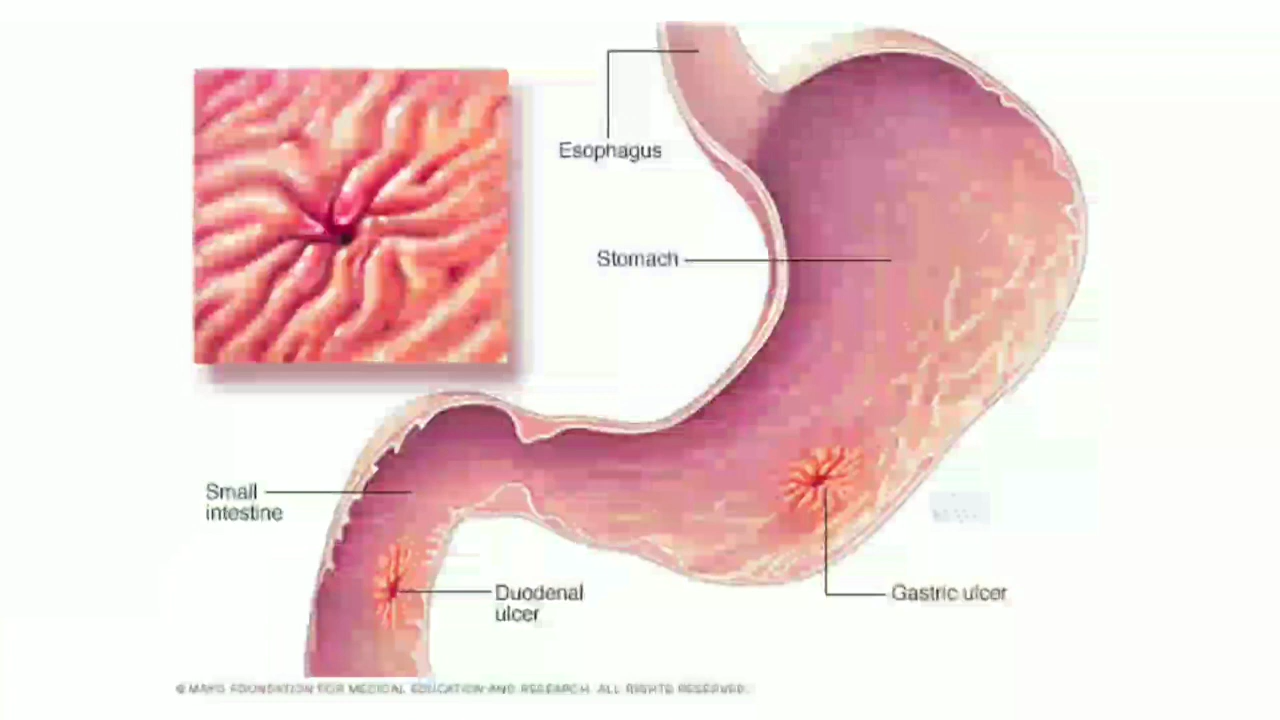 Esophagus
Stomach
Small
intestine
Duodenal
ulcer
Gastric ulcer
© MAYO FOUNDATION FOR MEDICAL EDUCATION AND RESEARCH. ALL RIGHTS RESERVED.